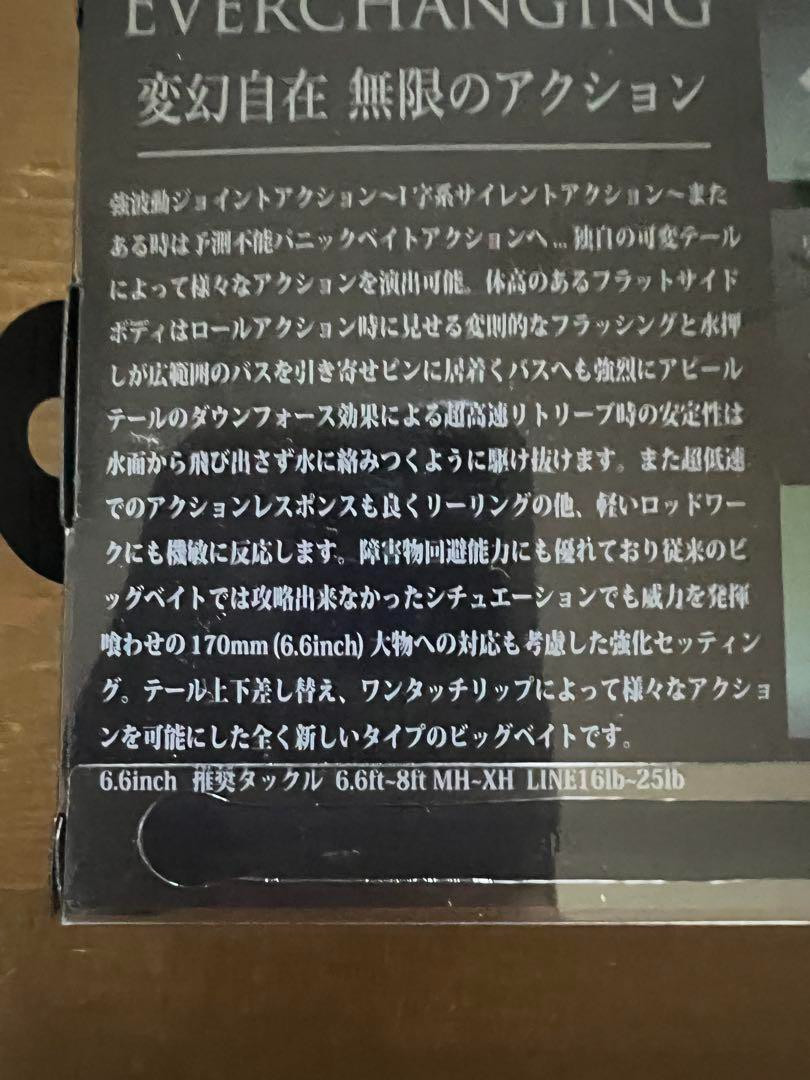 EVERCHANGING
変幻自在 無限のアクション
強波動ジョイントアクション〜I字系サイレントアクション〜また
ある時は予測不能パニックベイトアクションへ...独自の可変テール
によって様々なアクションを演出可能。体高のあるフラットサイド
ボディはロールアクション時に見せる変則的なフラッシングと水押
しが広範囲のバスを引き寄せピンに居着くバスへも強烈にアピール
テールのダウンフォース効果による超高速リトリーブ時の安定性は
水面から飛び出さず水に絡みつくように駆け抜けます。また超低速
でのアクションレスポンスも良くリーリングの他、軽いロッドワー
クにも機敏に反応します。障害物回避能力にも優れており従来のビ
ッグベイトでは攻略出来なかったシチュエーションでも威力を発揮
喰わせの170mm(6.6inch)大物への対応も考慮した強化セッティン
グ。テール上下差し替え、ワンタッチリップによって様々なアクショ
ンを可能にした全く新しいタイプのビッグベイトです。
6.6inch 推奨タックル 6.6ft~8ft MH~XH LINE16lb~25lb